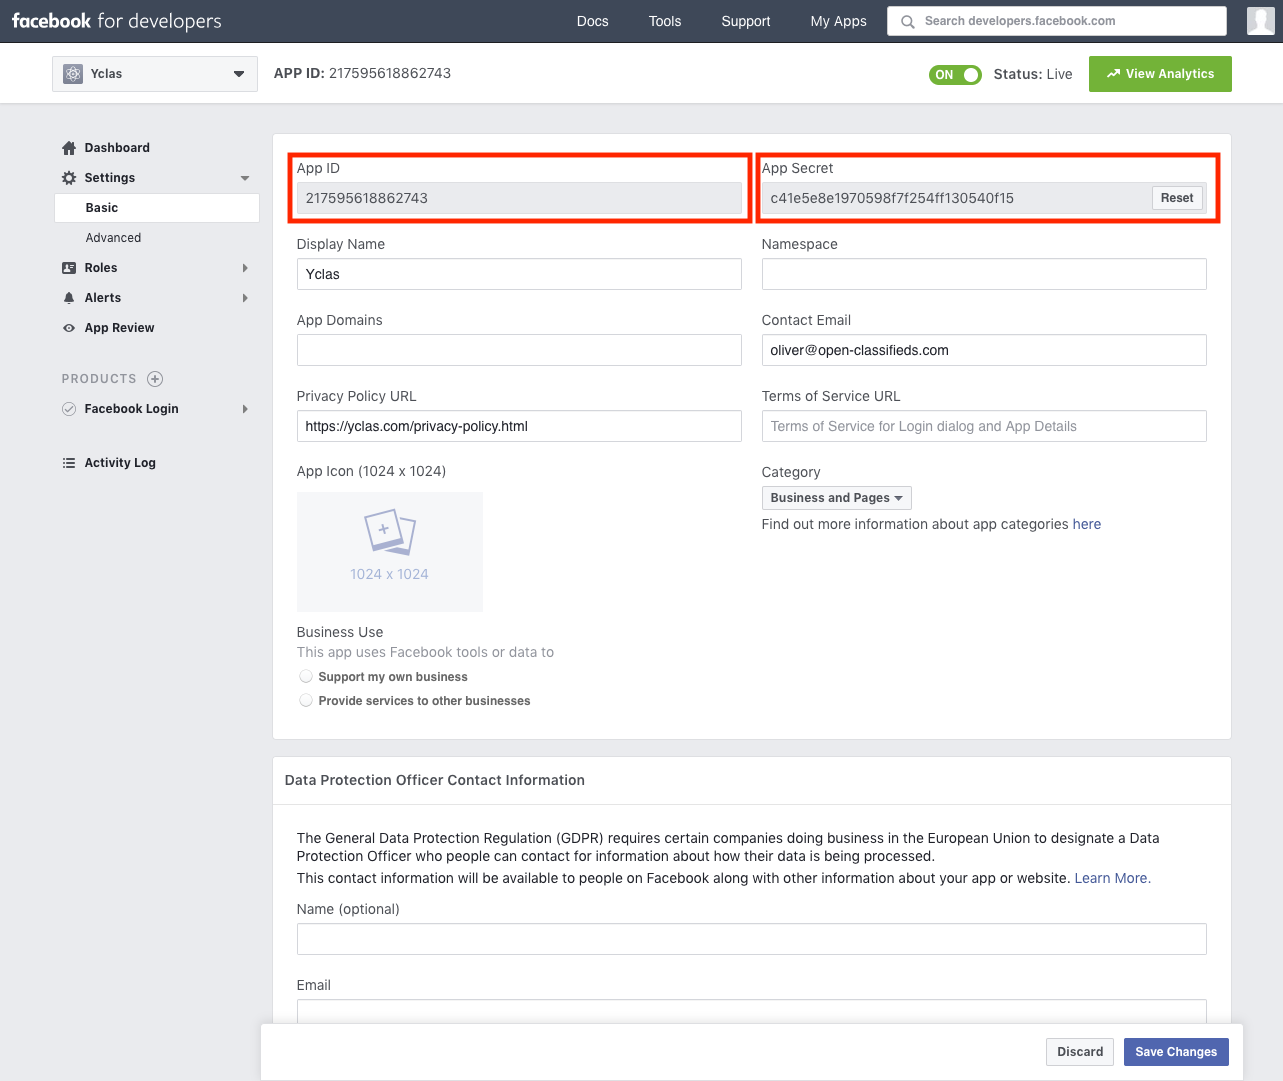 facebook for developers
Docs
Tools
Support
My Apps
Search developers.facebook.com
Yclas
APP ID: 217595618862743
ON
Status: Live
View Analytics
Dashboard
Settings
Basic
Advanced
Roles
Alerts
App Review
PRODUCTS
Facebook Login
Activity Log
App ID
217595618862743
App Secret
c41e5e8e1970598f7f254ff130540f15
Reset
Display Name
Yclas
Namespace
App Domains
Contact Email
oliver@open-classifieds.com
Privacy Policy URL
https://yclas.com/privacy-policy.html
Terms of Service URL
Terms of Service for Login dialog and App Details
App Icon (1024 x 1024)
1024 x 1024
Category
Business and Pages
Find out more information about app categories here
Business Use
This app uses Facebook tools or data to
Support my own business
Provide services to other businesses
Data Protection Officer Contact Information
The General Data Protection Regulation (GDPR) requires certain companies doing business in the European Union to designate a Data
Protection Officer who people can contact for information about how their data is being processed.
This contact information will be available to people on Facebook along with other information about your app or website. Learn More.
Name (optional)
Email
Discard
Save Changes